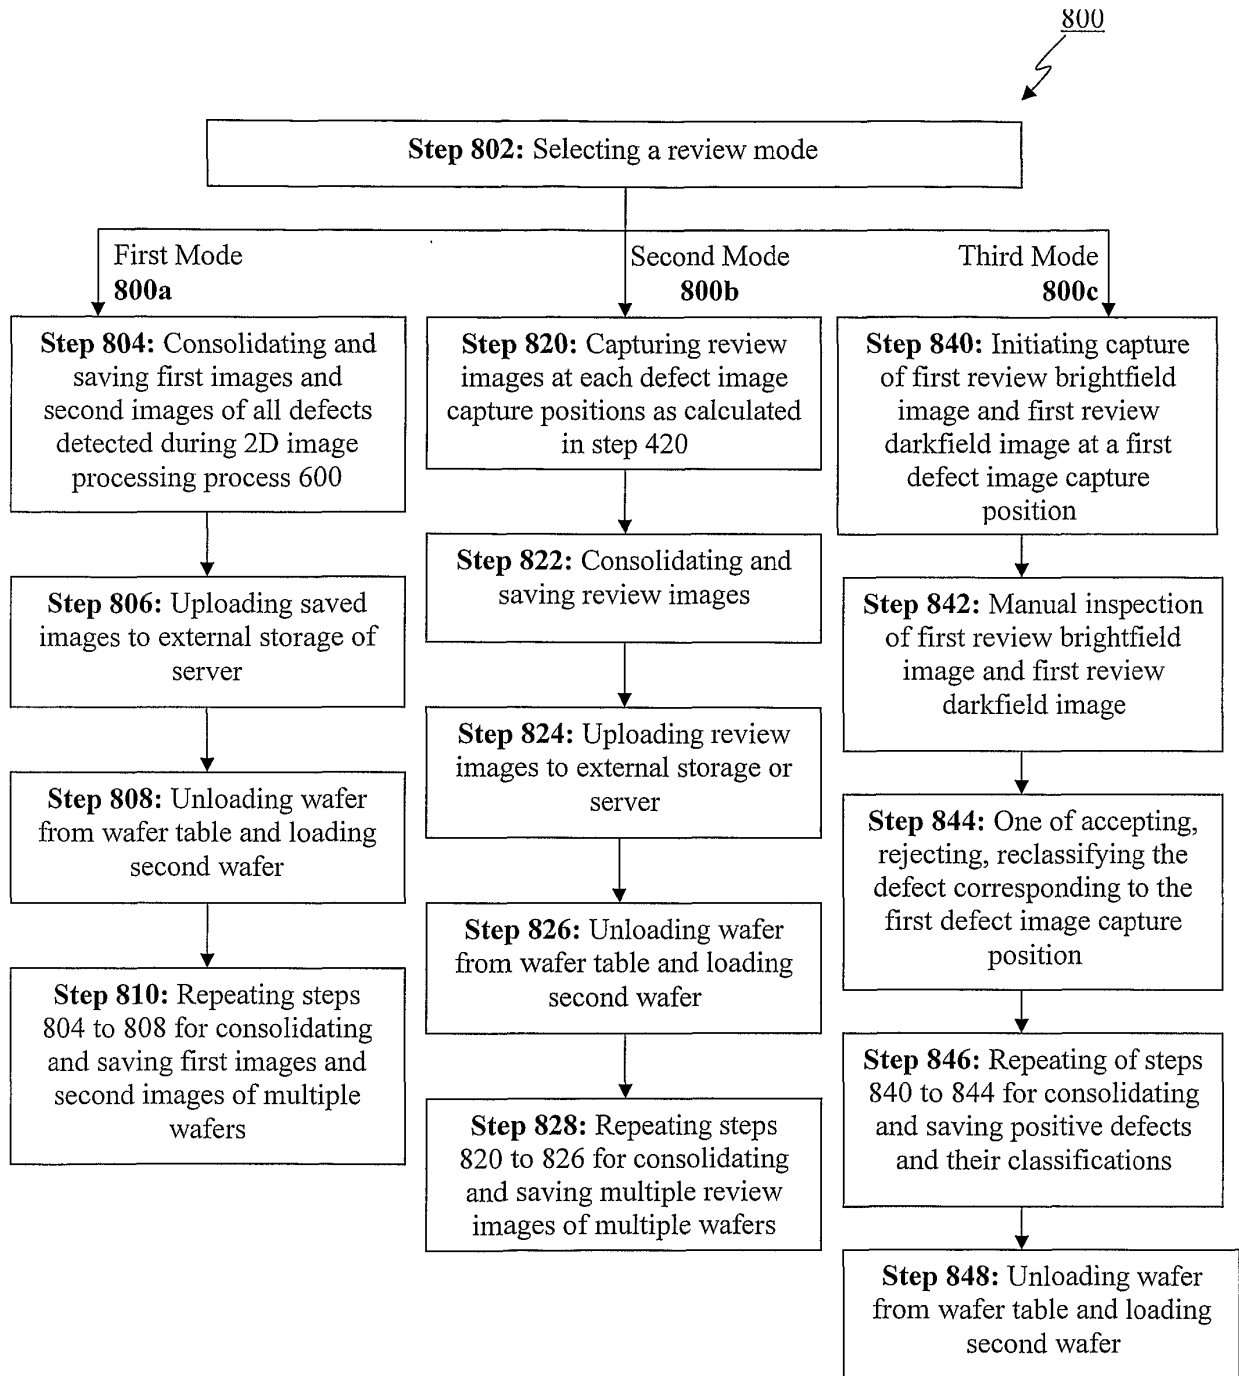 800
Step 802: Selecting a review mode
First Mode
800a
Second Mode
800b
Third Mode
800c
Step 804: Consolidating and
saving first images and
second images of all defects
detected during 2D image
processing process 600
Step 806: Uploading saved
images to external storage of
server
Step 808: Unloading wafer
from wafer table and loading
second wafer
Step 810: Repeating steps
804 to 808 for consolidating
and saving first images and
second images of multiple
wafers
Step 820: Capturing review
images at each defect image
capture positions as calculated
in step 420
Step 822: Consolidating and
saving review images
Step 824: Uploading review
images to external storage or
server
Step 826: Unloading wafer
from wafer table and loading
second wafer
Step 828: Repeating steps
820 to 826 for consolidating
and saving multiple review
images of multiple wafers
Step 840: Initiating capture
of first review brightfield
image and first review
darkfield image at a first
defect image capture
position
Step 842: Manual inspection
of first review brightfield
image and first review
darkfield image
Step 844: One of accepting,
rejecting, reclassifying the
defect corresponding to the
first defect image capture
position
Step 846: Repeating of steps
840 to 844 for consolidating
and saving positive defects
and their classifications
Step 848: Unloading wafer
from wafer table and loading
second wafer